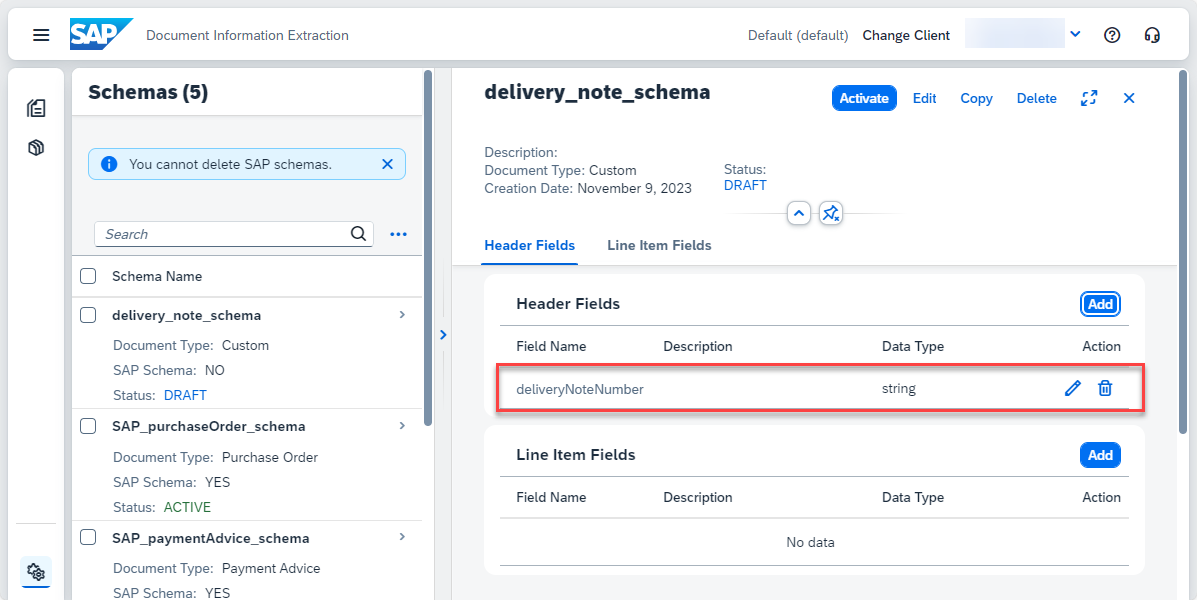 SAP Document Information Extraction Default (default) Change Client
Schemas (5)
You cannot delete SAP schemas.
Search
Schema Name
delivery_note_schema
Document Type: Custom
SAP Schema: NO
Status: DRAFT
SAP_purchaseOrder_schema
Document Type: Purchase Order
SAP Schema: YES
Status: ACTIVE
SAP_paymentAdvice_schema
Document Type: Payment Advice
SAP Schema: YES
delivery_note_schema Activate Edit Copy Delete
Description:
Document Type: Custom
Creation Date: November 9, 2023
Status:
DRAFT
Header Fields Line Item Fields
Header Fields Add
Field Name Description Data Type Action
deliveryNoteNumber string
Line Item Fields Add
Field Name Description Data Type Action
No data